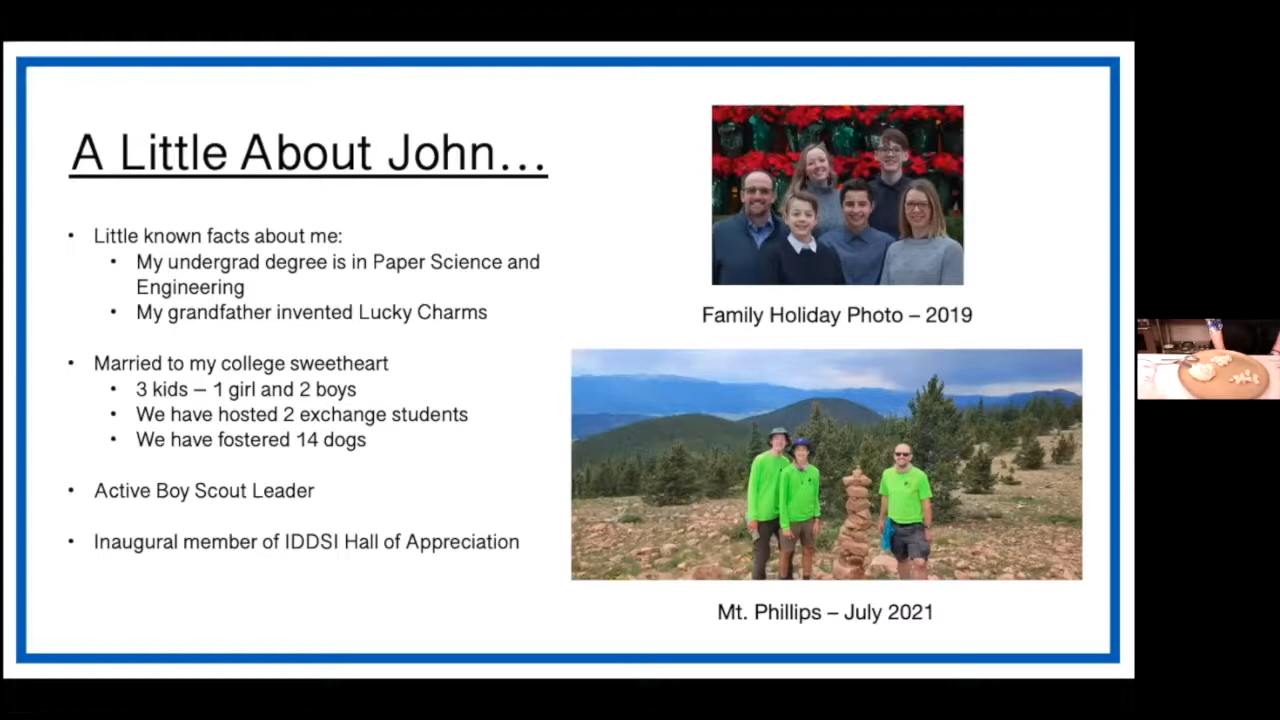 A Little About John...
• Little known facts about me:
• My undergrad degree is in Paper Science and
Engineering
• My grandfather invented Lucky Charms
• Married to my college sweetheart
• 3 kids – 1 girl and 2 boys
• We have hosted 2 exchange students
• We have fostered 14 dogs
• Active Boy Scout Leader
• Inaugural member of IDDSI Hall of Appreciation
Family Holiday Photo – 2019
Mt. Phillips – July 2021